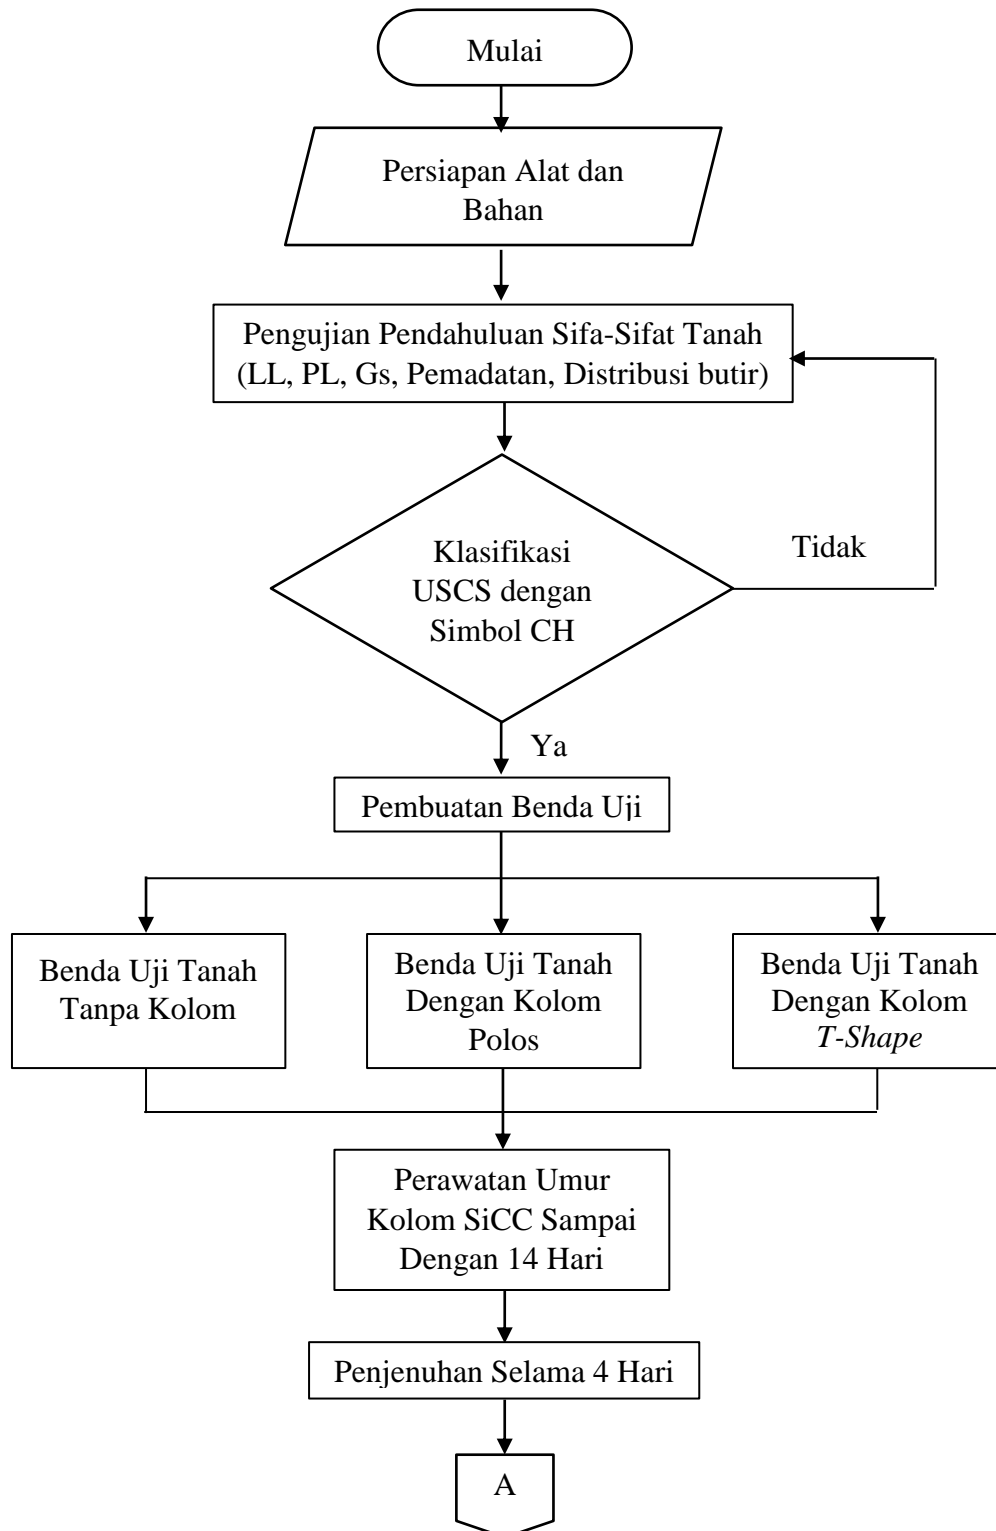 Mulai
Persiapan Alat dan
Bahan
Pengujian Pendahuluan Sifa-Sifat Tanah
(LL, PL, Gs, Pemadatan, Distribusi butir)
Klasifikasi
USCS dengan
Simbol CH
Tidak
Ya
Pembuatan Benda Uji
Benda Uji Tanah
Tanpa Kolom
Benda Uji Tanah
Dengan Kolom
Polos
Benda Uji Tanah
Dengan Kolom
T-Shape
Perawatan Umur
Kolom SiCC Sampai
Dengan 14 Hari
Penjenuhan Selama 4 Hari
A